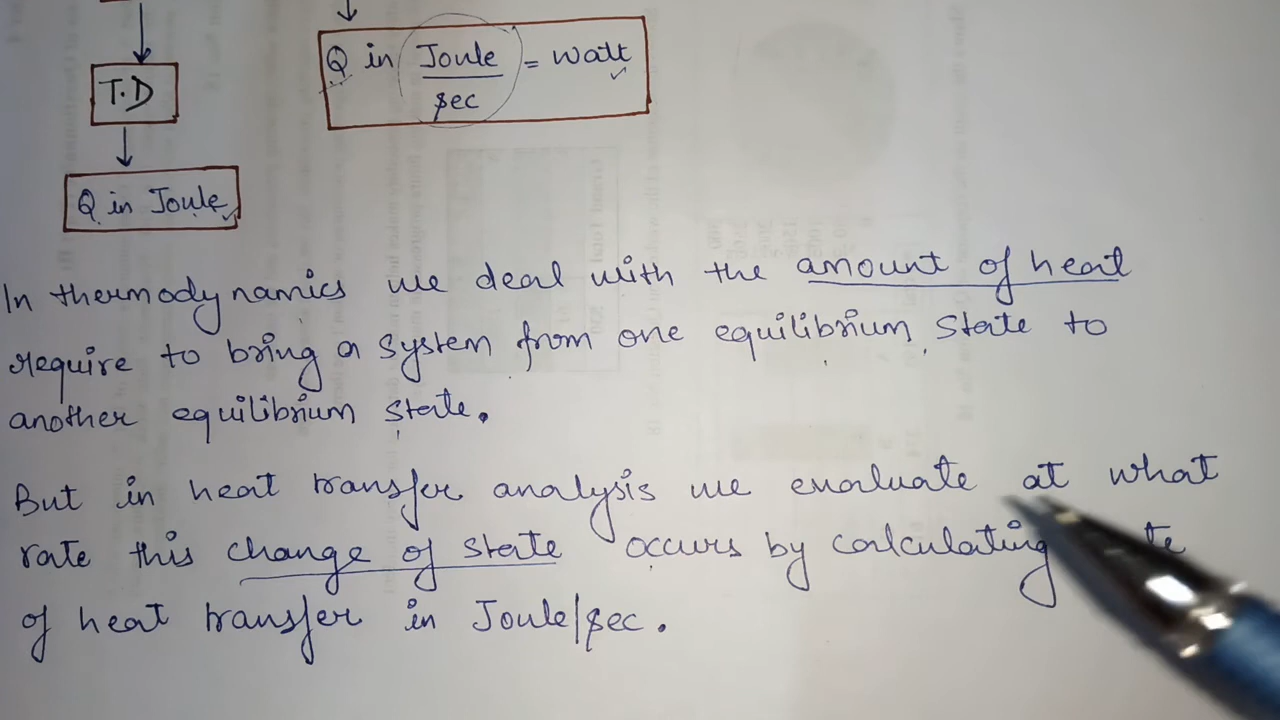 Q in Joule/sec = Watt
T.D
Q in Joule
In thermodynamics we deal with the amount of heat
require to bring a system from one equilibrium state to
another equilibrium state.
But in heat transfer analysis we evaluate at what
rate this change of state occurs by calculating
of heat transfer in Joule/sec.